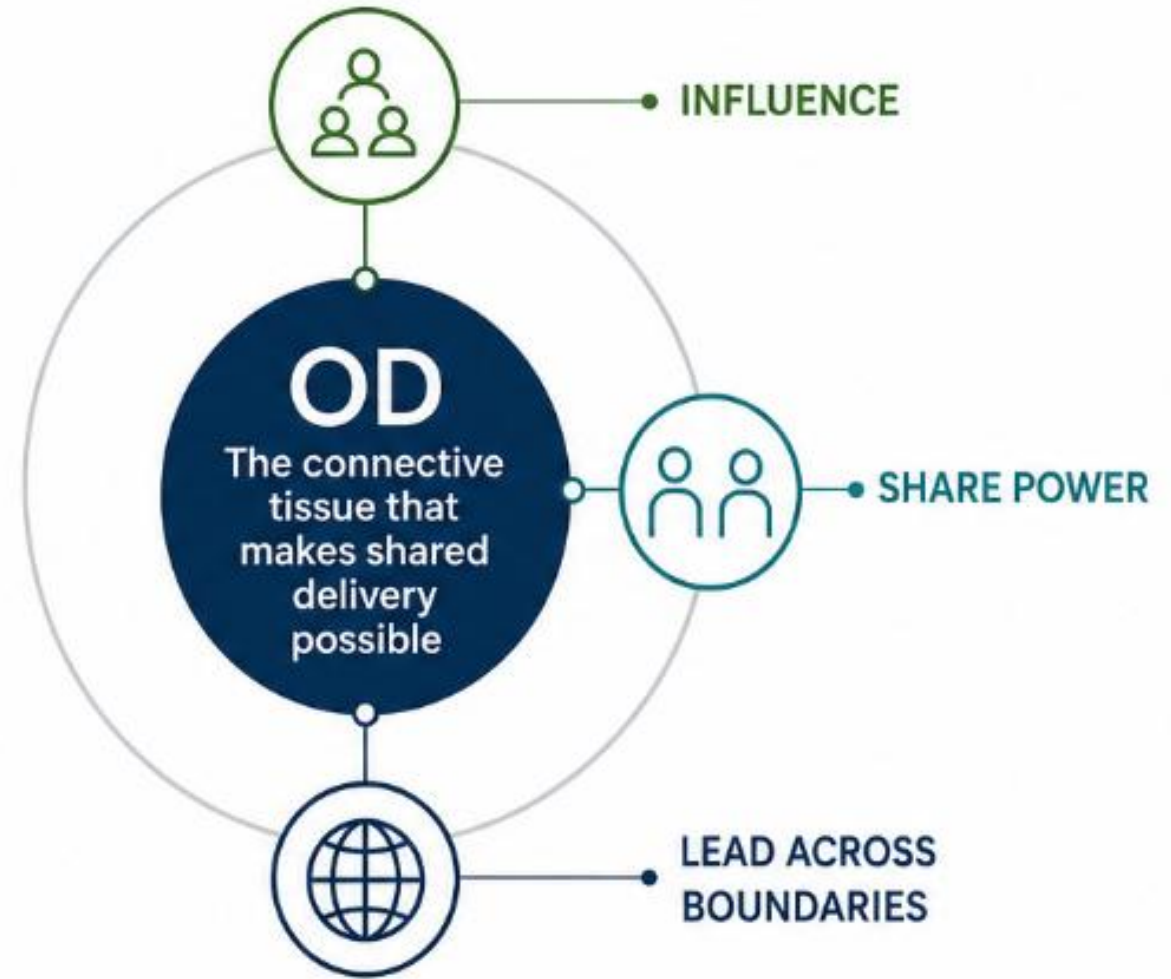 INFLUENCE
OD
The connective
tissue that
makes shared
delivery
possible
SHARE POWER
LEAD ACROSS
BOUNDARIES